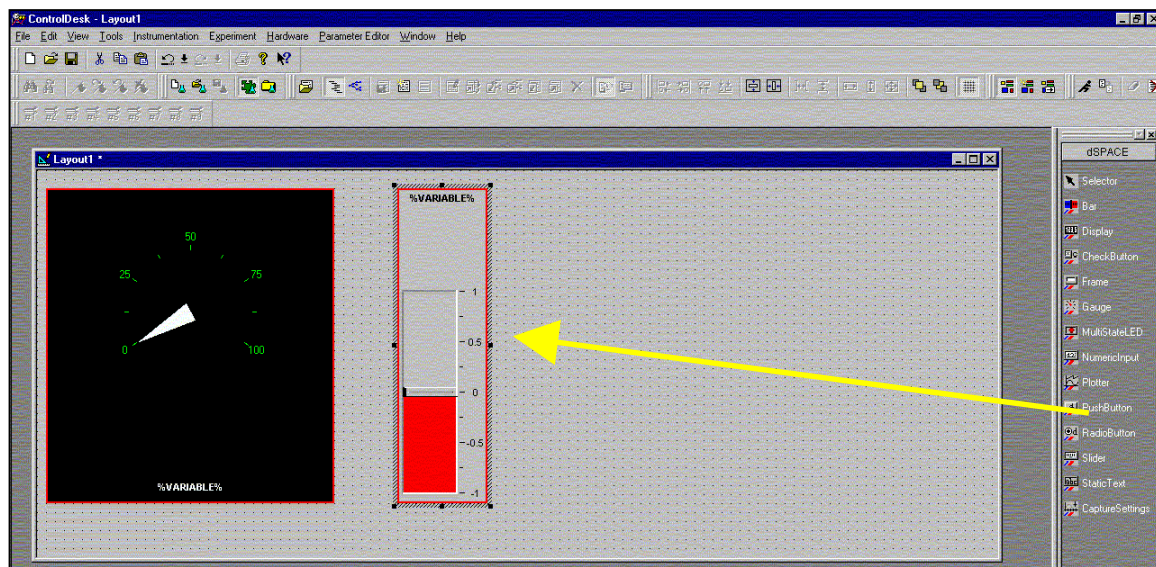 ControlDesk - Layout1
File Edit View Tools Instrumentation Experiment Hardware Parameter Editor Window Help
Layout1 *
dSPACE
Selector
Bar
Display
CheckButton
Frame
Gauge
MultiStateLED
NumericInput
Plotter
PushButton
RadioButton
Slider
StaticText
CaptureSettings
50
25
75
0
100
%VARIABLE%
%VARIABLE%
1
0.5
0
-0.5
-1